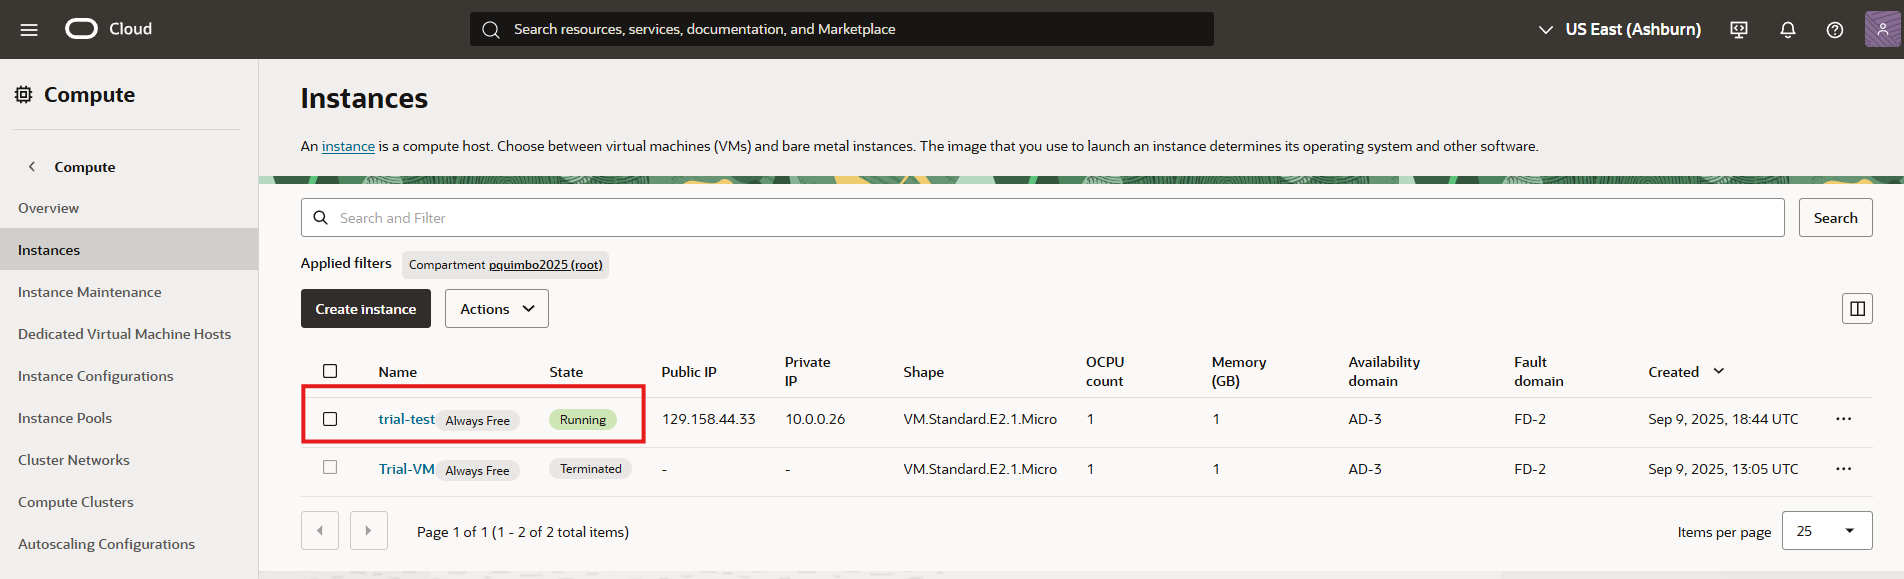 Cloud
Search resources, services, documentation, and Marketplace
US East (Ashburn)
Compute
Compute
Overview
Instances
Instance Maintenance
Dedicated Virtual Machine Hosts
Instance Configurations
Instance Pools
Cluster Networks
Compute Clusters
Autoscaling Configurations
Instances
An instance is a compute host. Choose between virtual machines (VMs) and bare metal instances. The image that you use to launch an instance determines its operating system and other software.
Search and Filter
Search
Applied filters Compartment pquimbo2025 (root)
Create instance Actions
Name State Public IP Private IP Shape OCPU count Memory (GB) Availability domain Fault domain Created
trial-test Always Free Running 129.158.44.33 10.0.0.26 VM.Standard.E2.1.Micro 1 1 AD-3 FD-2 Sep 9, 2025, 18:44 UTC
Trial-VM Always Free Terminated - - VM.Standard.E2.1.Micro 1 1 AD-3 FD-2 Sep 9, 2025, 13:05 UTC
Page 1 of 1 (1 - 2 of 2 total items)
Items per page 25